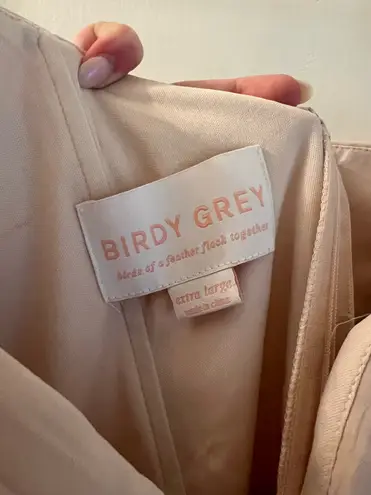 BIRDY GREY
birds of a feather flock together
extra large
made in china